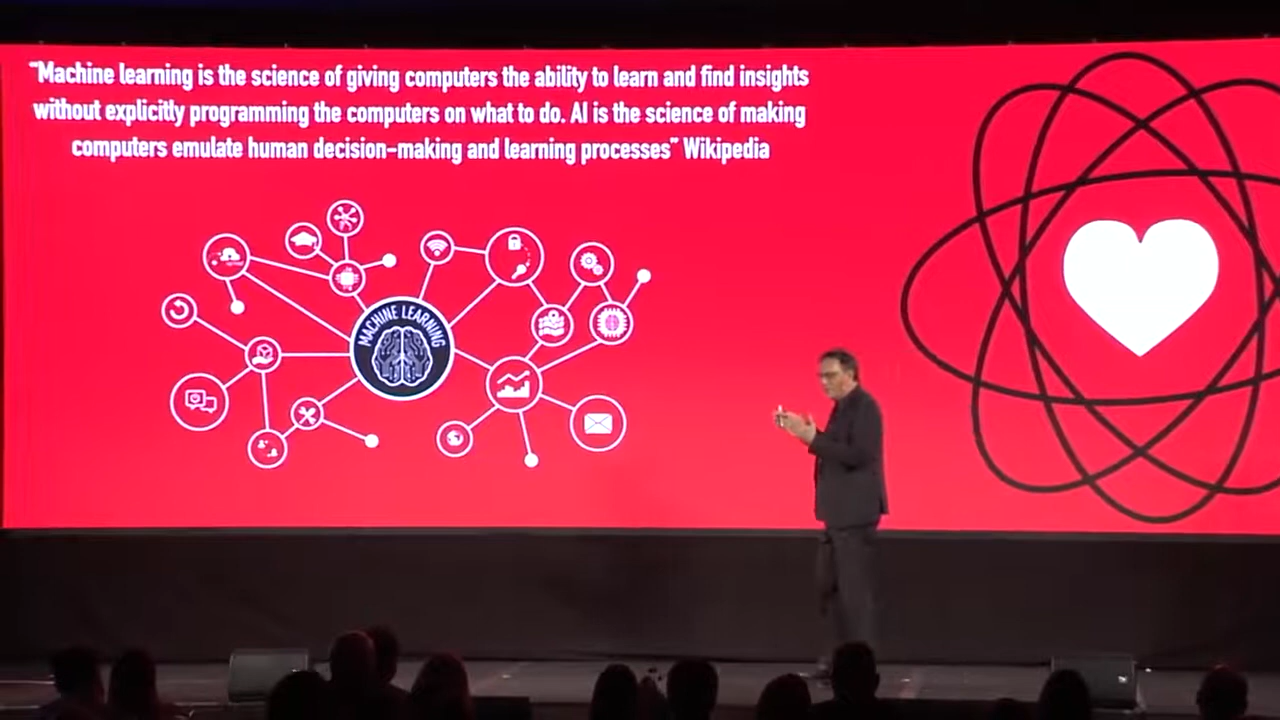 "Machine learning is the science of giving computers the ability to learn and find insights
without explicitly programming the computers on what to do. AI is the science of making
computers emulate human decision-making and learning processes" Wikipedia
MACHINE LEARNING